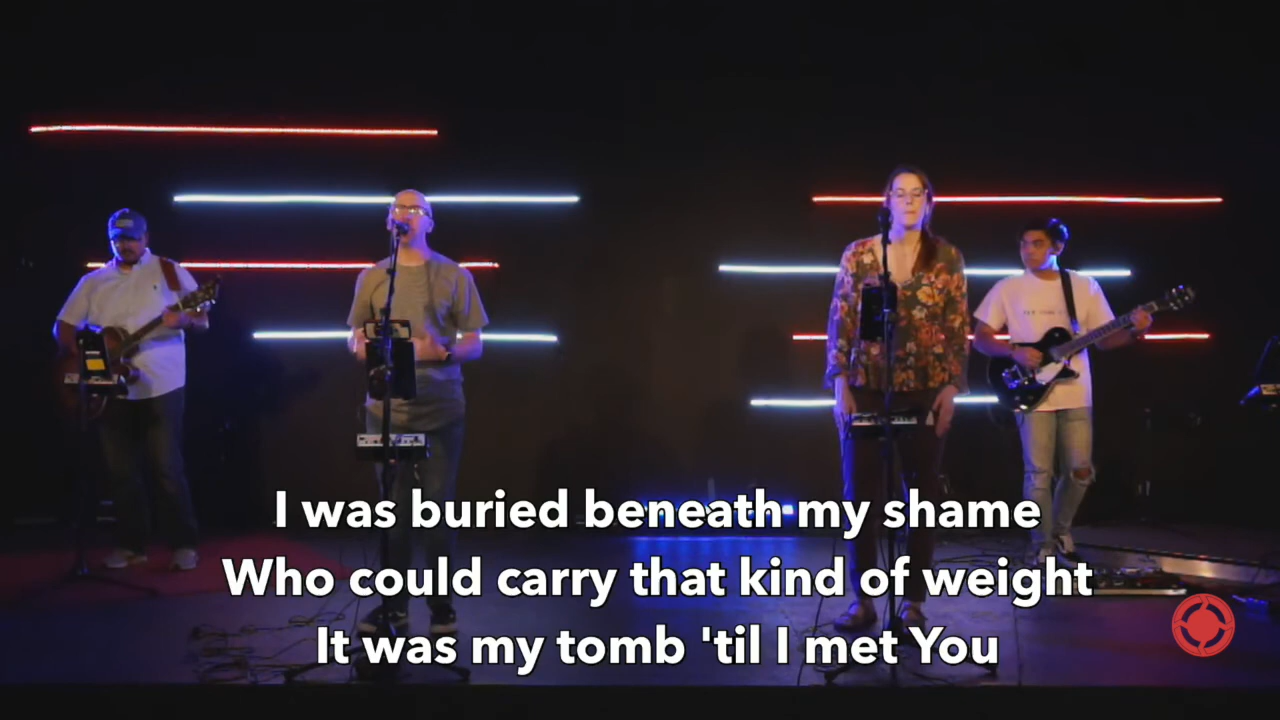 I was buried beneath my shame
Who could carry that kind of weight
It was my tomb 'til I met You